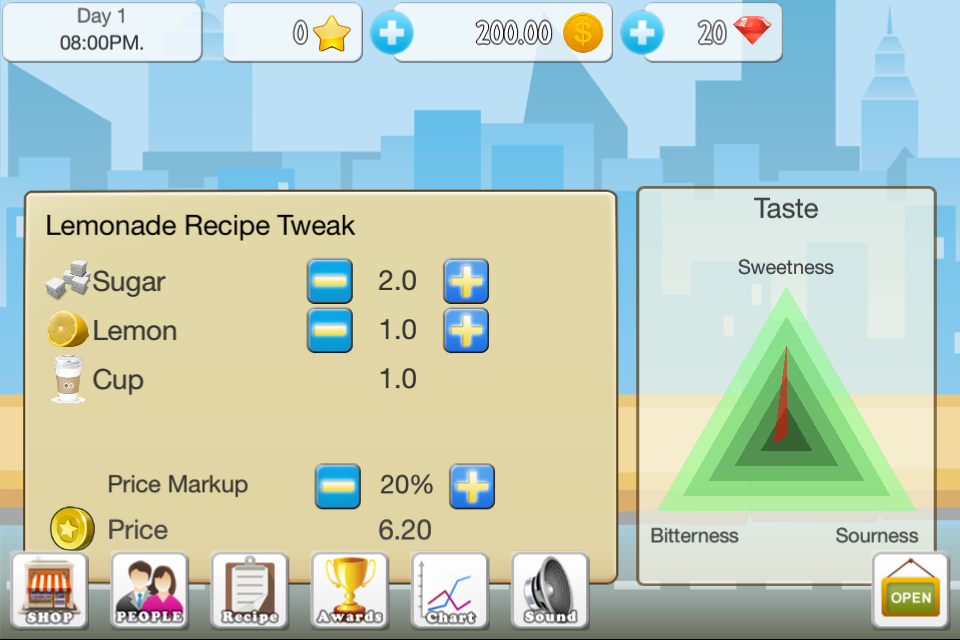 Day 1
08:00PM.
0
200.00
20
Lemonade Recipe Tweak
Sugar 2.0
Lemon 1.0
Cup 1.0
Price Markup 20%
Price 6.20
Taste
Sweetness
Bitterness Sourness
SHOP PEOPLE Recipe Awards Chart Sound OPEN